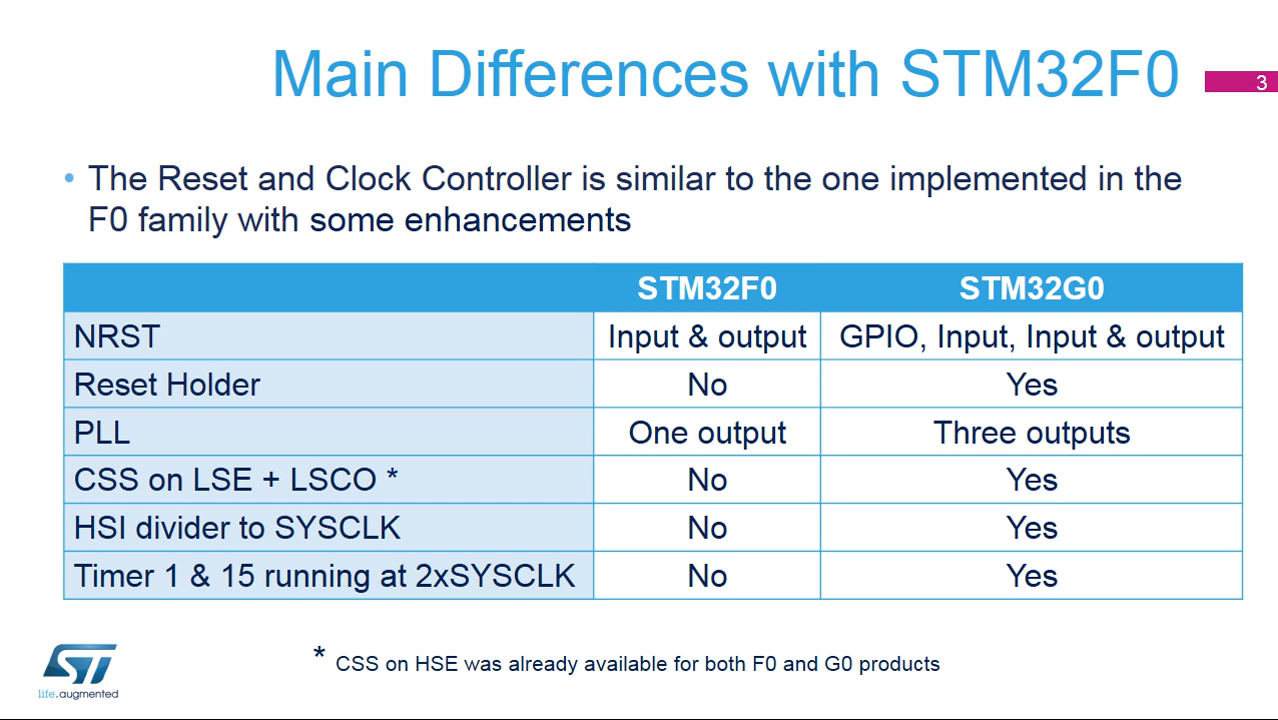 Main Differences with STM32F0
3
• The Reset and Clock Controller is similar to the one implemented in the
F0 family with some enhancements
STM32F0 STM32G0
NRST Input & output GPIO, Input, Input & output
Reset Holder No Yes
PLL One output Three outputs
CSS on LSE + LSCO * No Yes
HSI divider to SYSCLK No Yes
Timer 1 & 15 running at 2xSYSCLK No Yes
* CSS on HSE was already available for both F0 and G0 products
ST
life.augmented